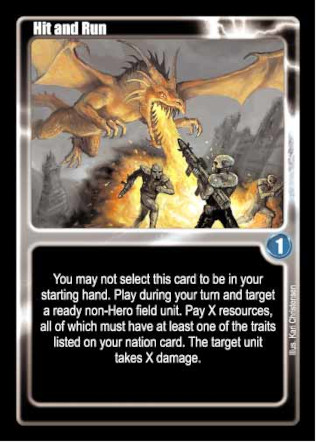 Hit and Run
1
You may not select this card to be in your
starting hand. Play during your turn and target
a ready non-Hero field unit. Pay X resources,
all of which must have at least one of the traits
listed on your nation card. The target unit
takes X damage.
Illus. Kari Christensen